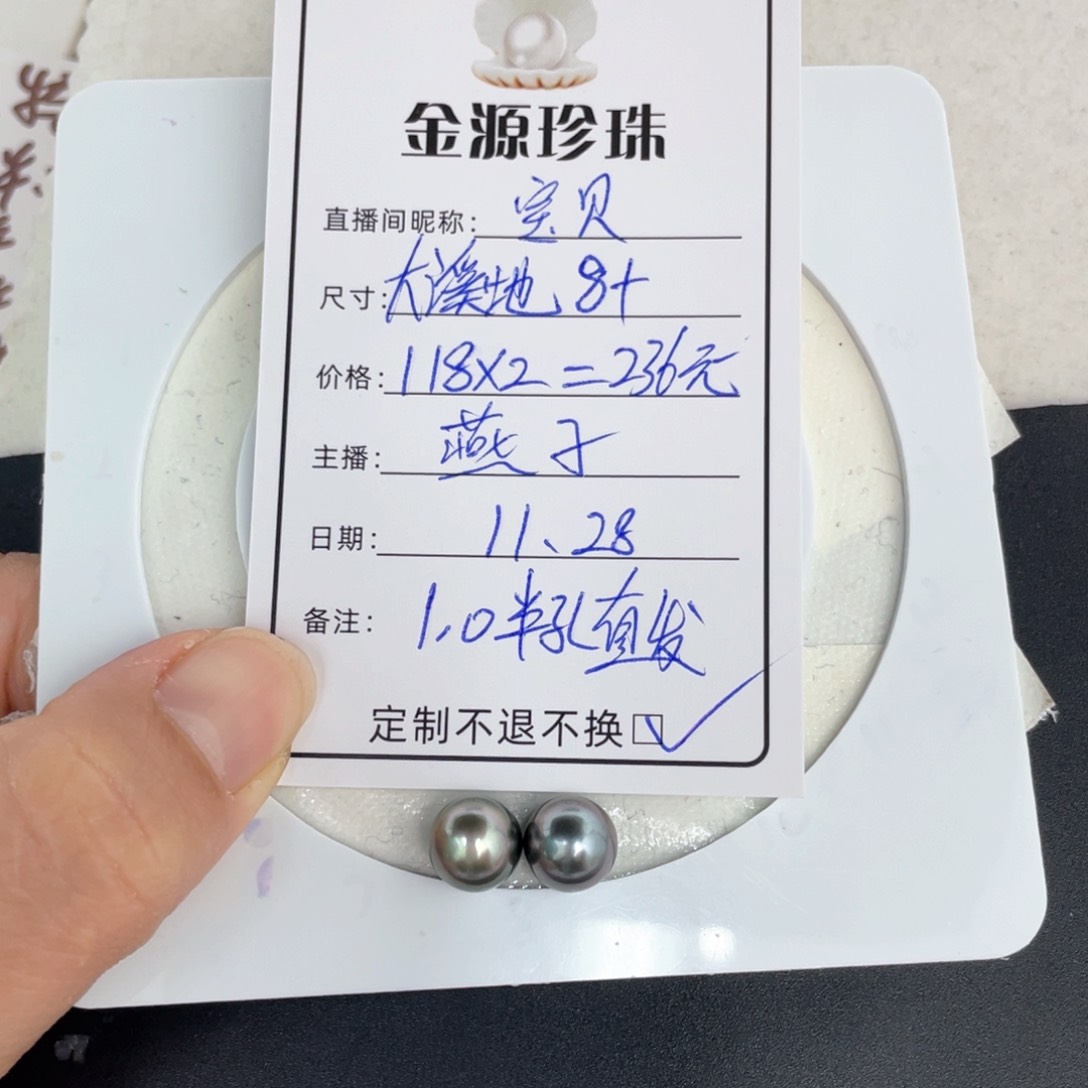 金源珍珠
直播间昵称: 宝贝
尺寸: 大溪地 8+
价格: 118×2=236元
主播: 燕子
日期: 11、28
备注: 1.0半孔直发
定制不退不换☑